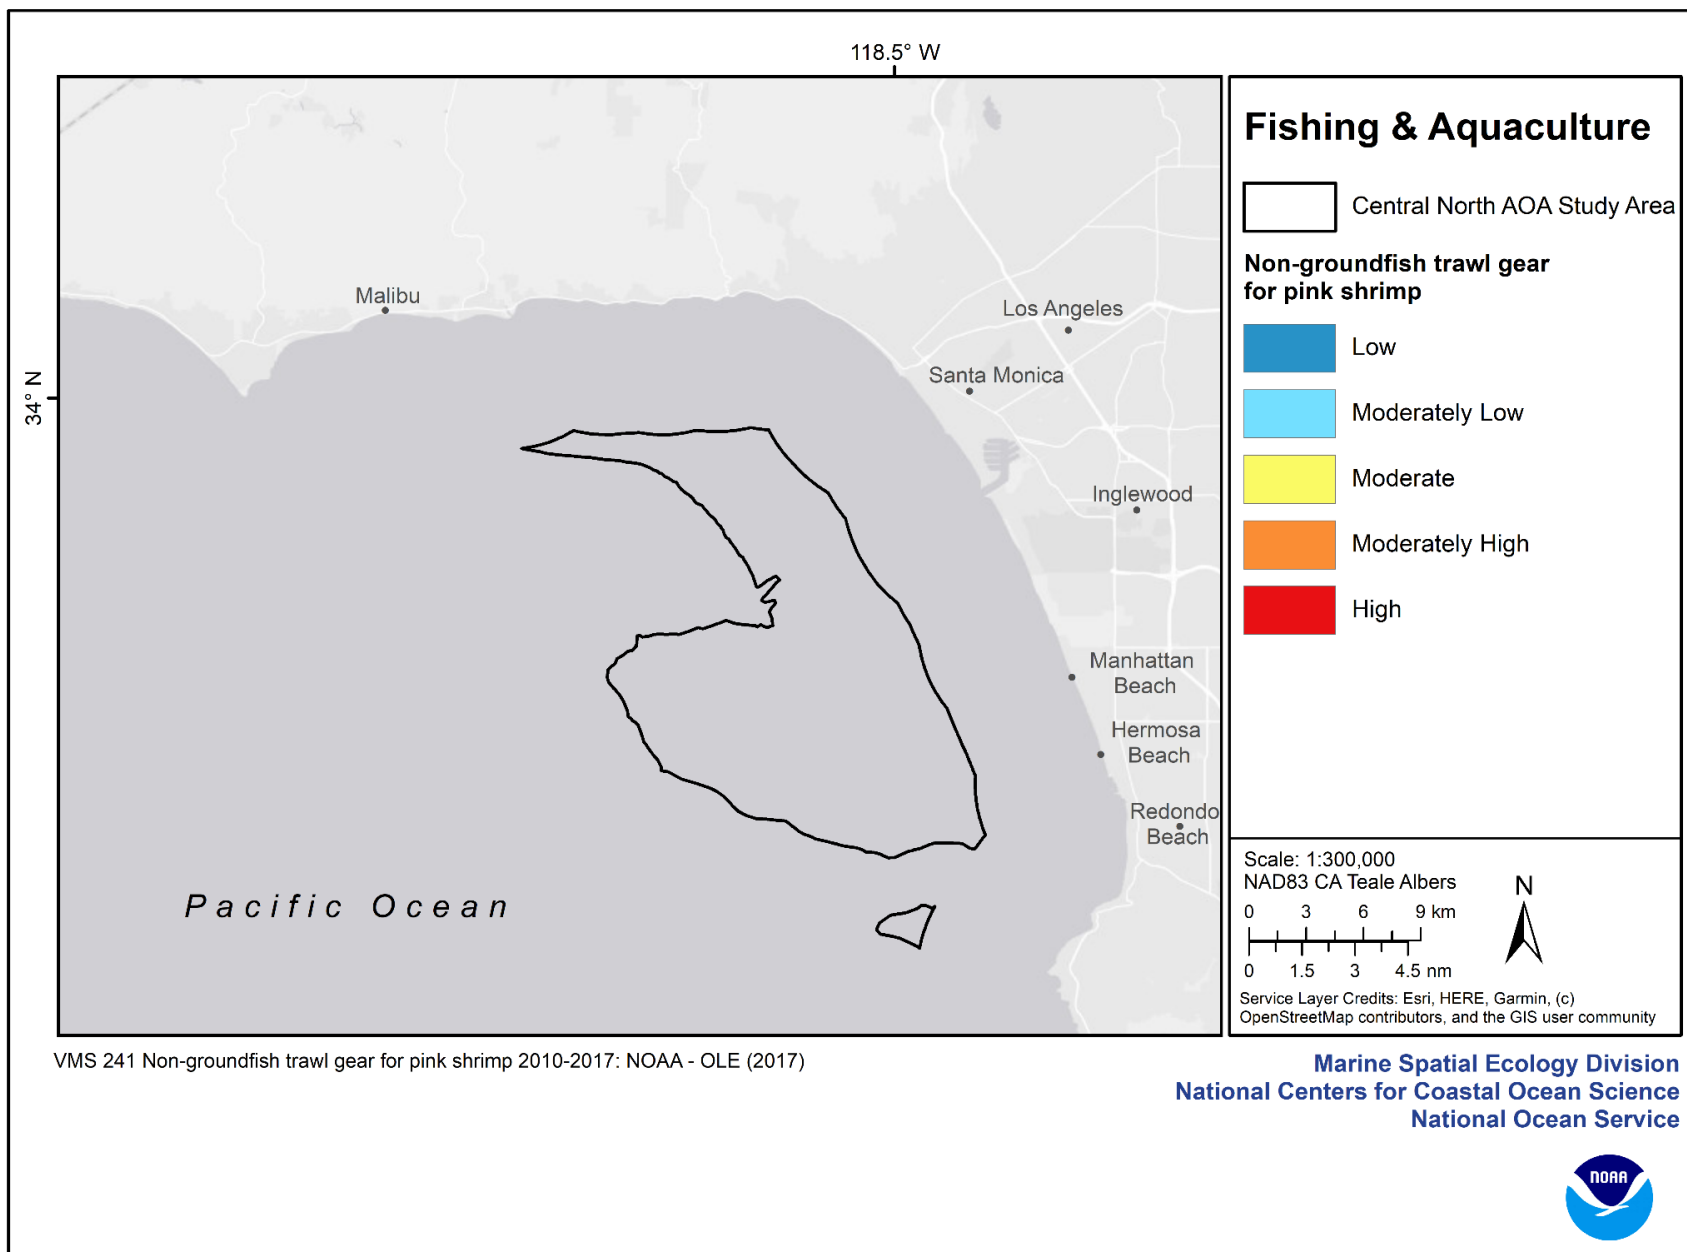 118.5° W
34° N
Malibu
Los Angeles
Santa Monica
Inglewood
Manhattan
Beach
Hermosa
Beach
Redondo
Beach
Pacific Ocean
Fishing & Aquaculture
Central North AOA Study Area
Non-groundfish trawl gear
for pink shrimp
Low
Moderately Low
Moderate
Moderately High
High
Scale: 1:300,000
NAD83 CA Teale Albers
0 3 6 9 km
0 1.5 3 4.5 nm
N
Service Layer Credits: Esri, HERE, Garmin, (c)
OpenStreetMap contributors, and the GIS user community
VMS 241 Non-groundfish trawl gear for pink shrimp 2010-2017: NOAA - OLE (2017)
Marine Spatial Ecology Division
National Centers for Coastal Ocean Science
National Ocean Service
NOAA